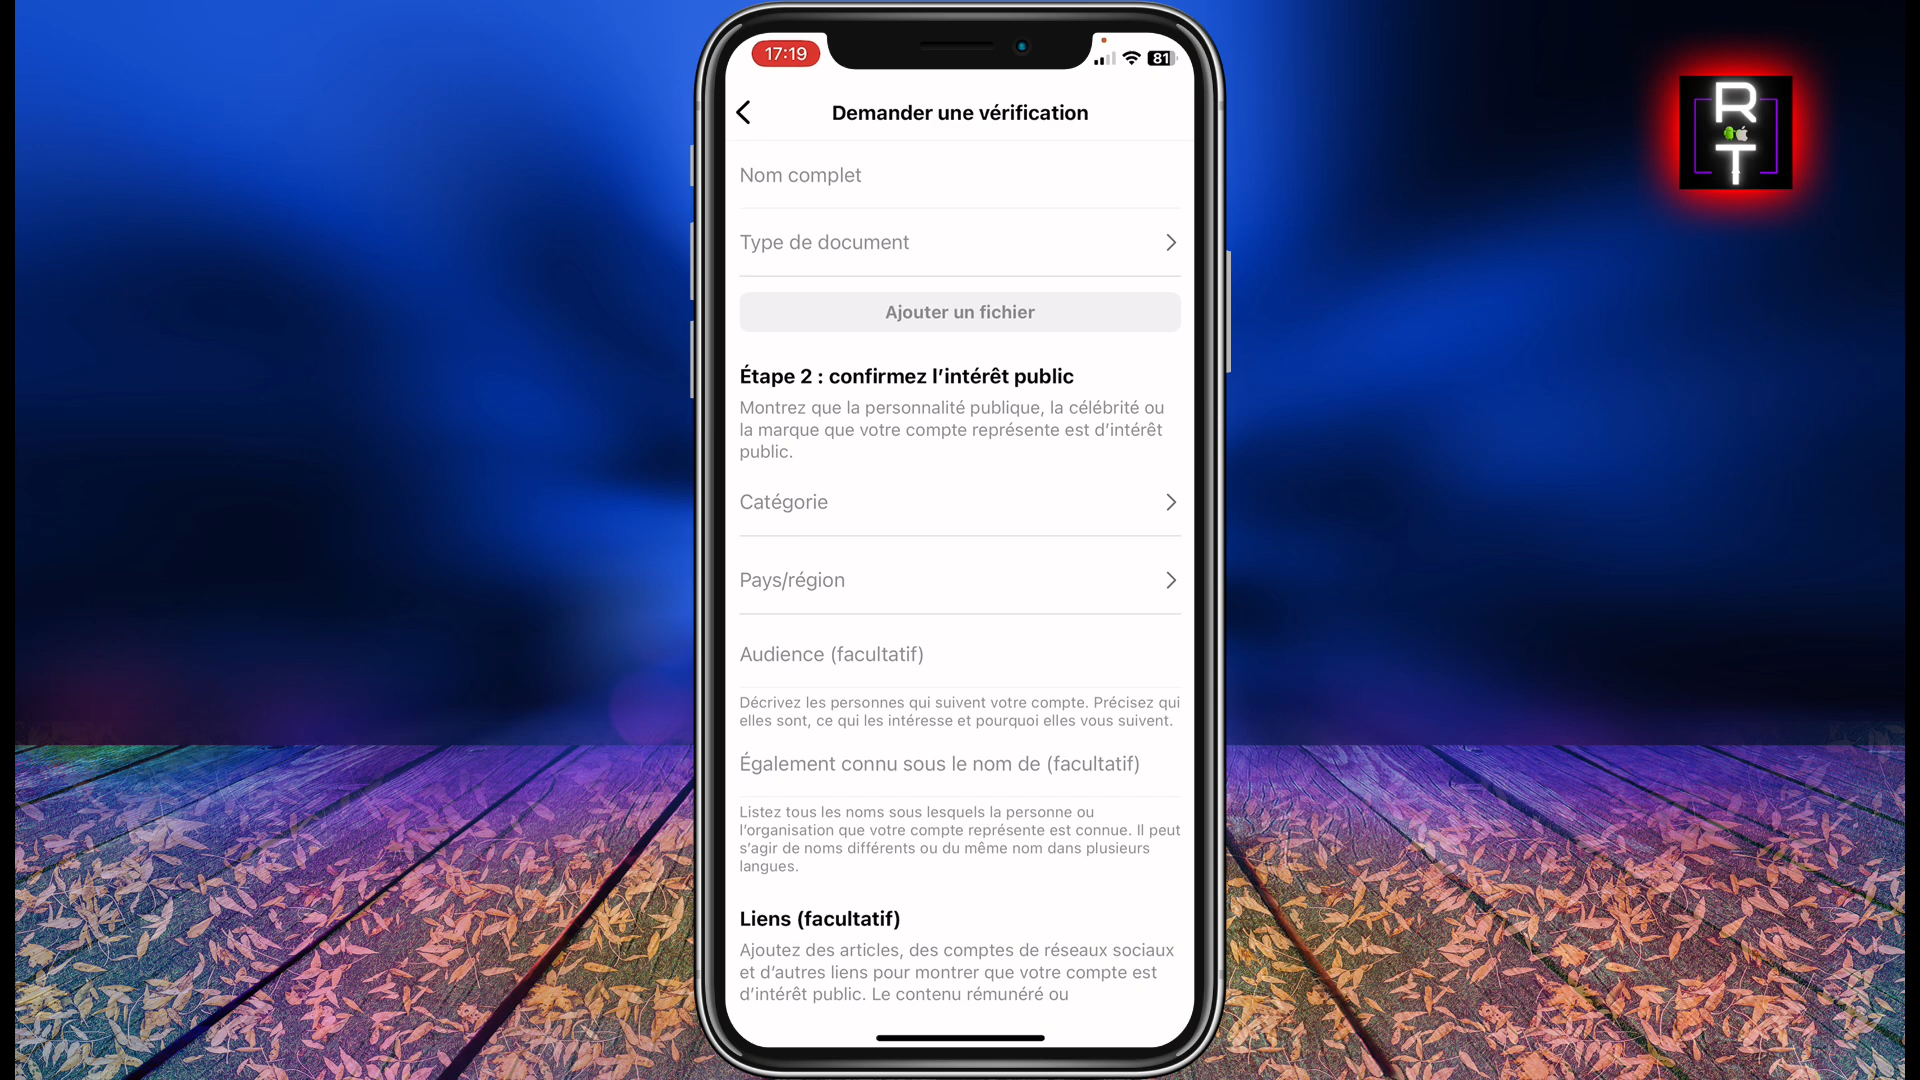 17:19
81
Demander une vérification
Nom complet
Type de document
Ajouter un fichier
Étape 2 : confirmez l’intérêt public
Montrez que la personnalité publique, la célébrité ou
la marque que votre compte représente est d’intérêt
public.
Catégorie
Pays/région
Audience (facultatif)
Décrivez les personnes qui suivent votre compte. Précisez qui
elles sont, ce qui les intéresse et pourquoi elles vous suivent.
Également connu sous le nom de (facultatif)
Listez tous les noms sous lesquels la personne ou
l’organisation que votre compte représente est connue. Il peut
s’agir de noms différents ou du même nom dans plusieurs
langues.
Liens (facultatif)
Ajoutez des articles, des comptes de réseaux sociaux
et d’autres liens pour montrer que votre compte est
d’intérêt public. Le contenu rémunéré ou
R
T